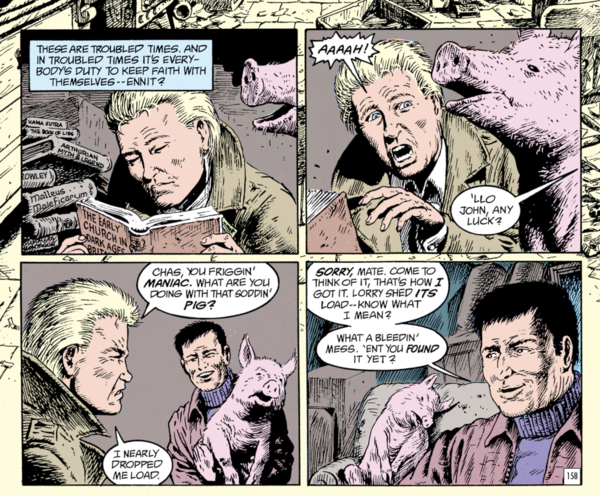 THESE ARE TROUBLED TIMES. AND
IN TROUBLED TIMES IT'S EVERY-
BODY'S DUTY TO KEEP FAITH WITH
THEMSELVES--ENNIT?
KAMA SUTRA
THE BOOK OF LIES
ARTHURIAN
MYTH & LEGEND
ROWLEY
Malleus
Maleficarum
THE EARLY
CHURCH IN
DARK AGES
AAAAH!
'LLO
JOHN, ANY
LUCK?
CHAS, YOU FRIGGIN'
MANIAC. WHAT ARE YOU
DOING WITH THAT SODDIN'
PIG?
I NEARLY
DROPPED
ME LOAD.
SORRY, MATE. COME TO
THINK OF IT, THAT'S HOW I
GOT IT. LORRY SHED ITS
LOAD--KNOW WHAT
I MEAN?
WHAT A BLEEDIN'
MESS. 'ENT YOU FOUND
IT YET?
158